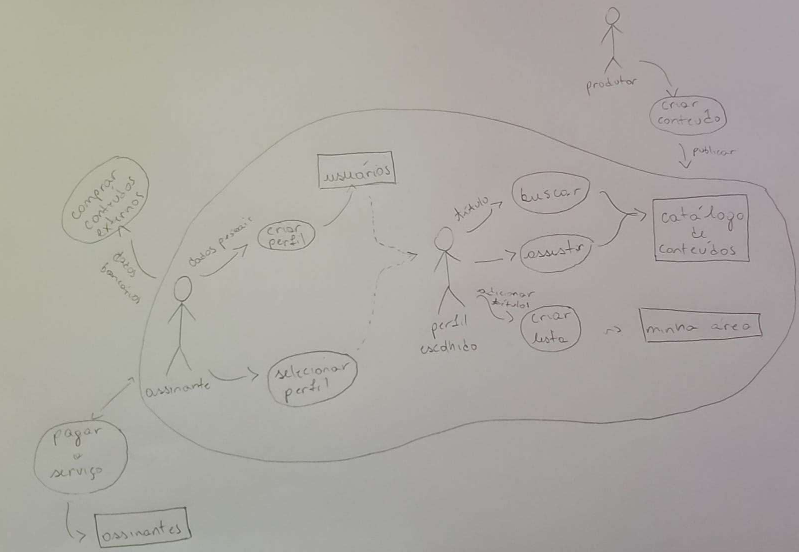 produtor
criar
conteúdo
publicar
comprar
conteúdos
externos
dados
bancários
usuários
dados pessoais
criar
perfil
título
buscar
assistir
catálogo
de
conteúdos
perfil
escolhido
adicionar
títulos
criar
lista
minha área
assinante
selecionar
perfil
pagar
o
serviço
assinantes